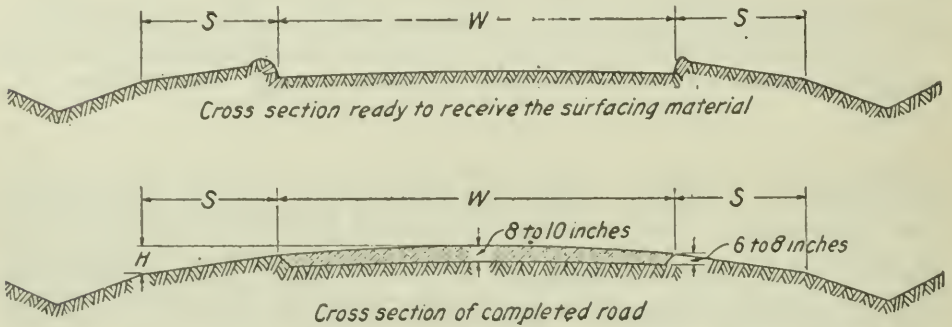 S W S
Cross section ready to receive the surfacing material
S W S
8 to 10 inches
H 6 to 8 inches
Cross section of completed road